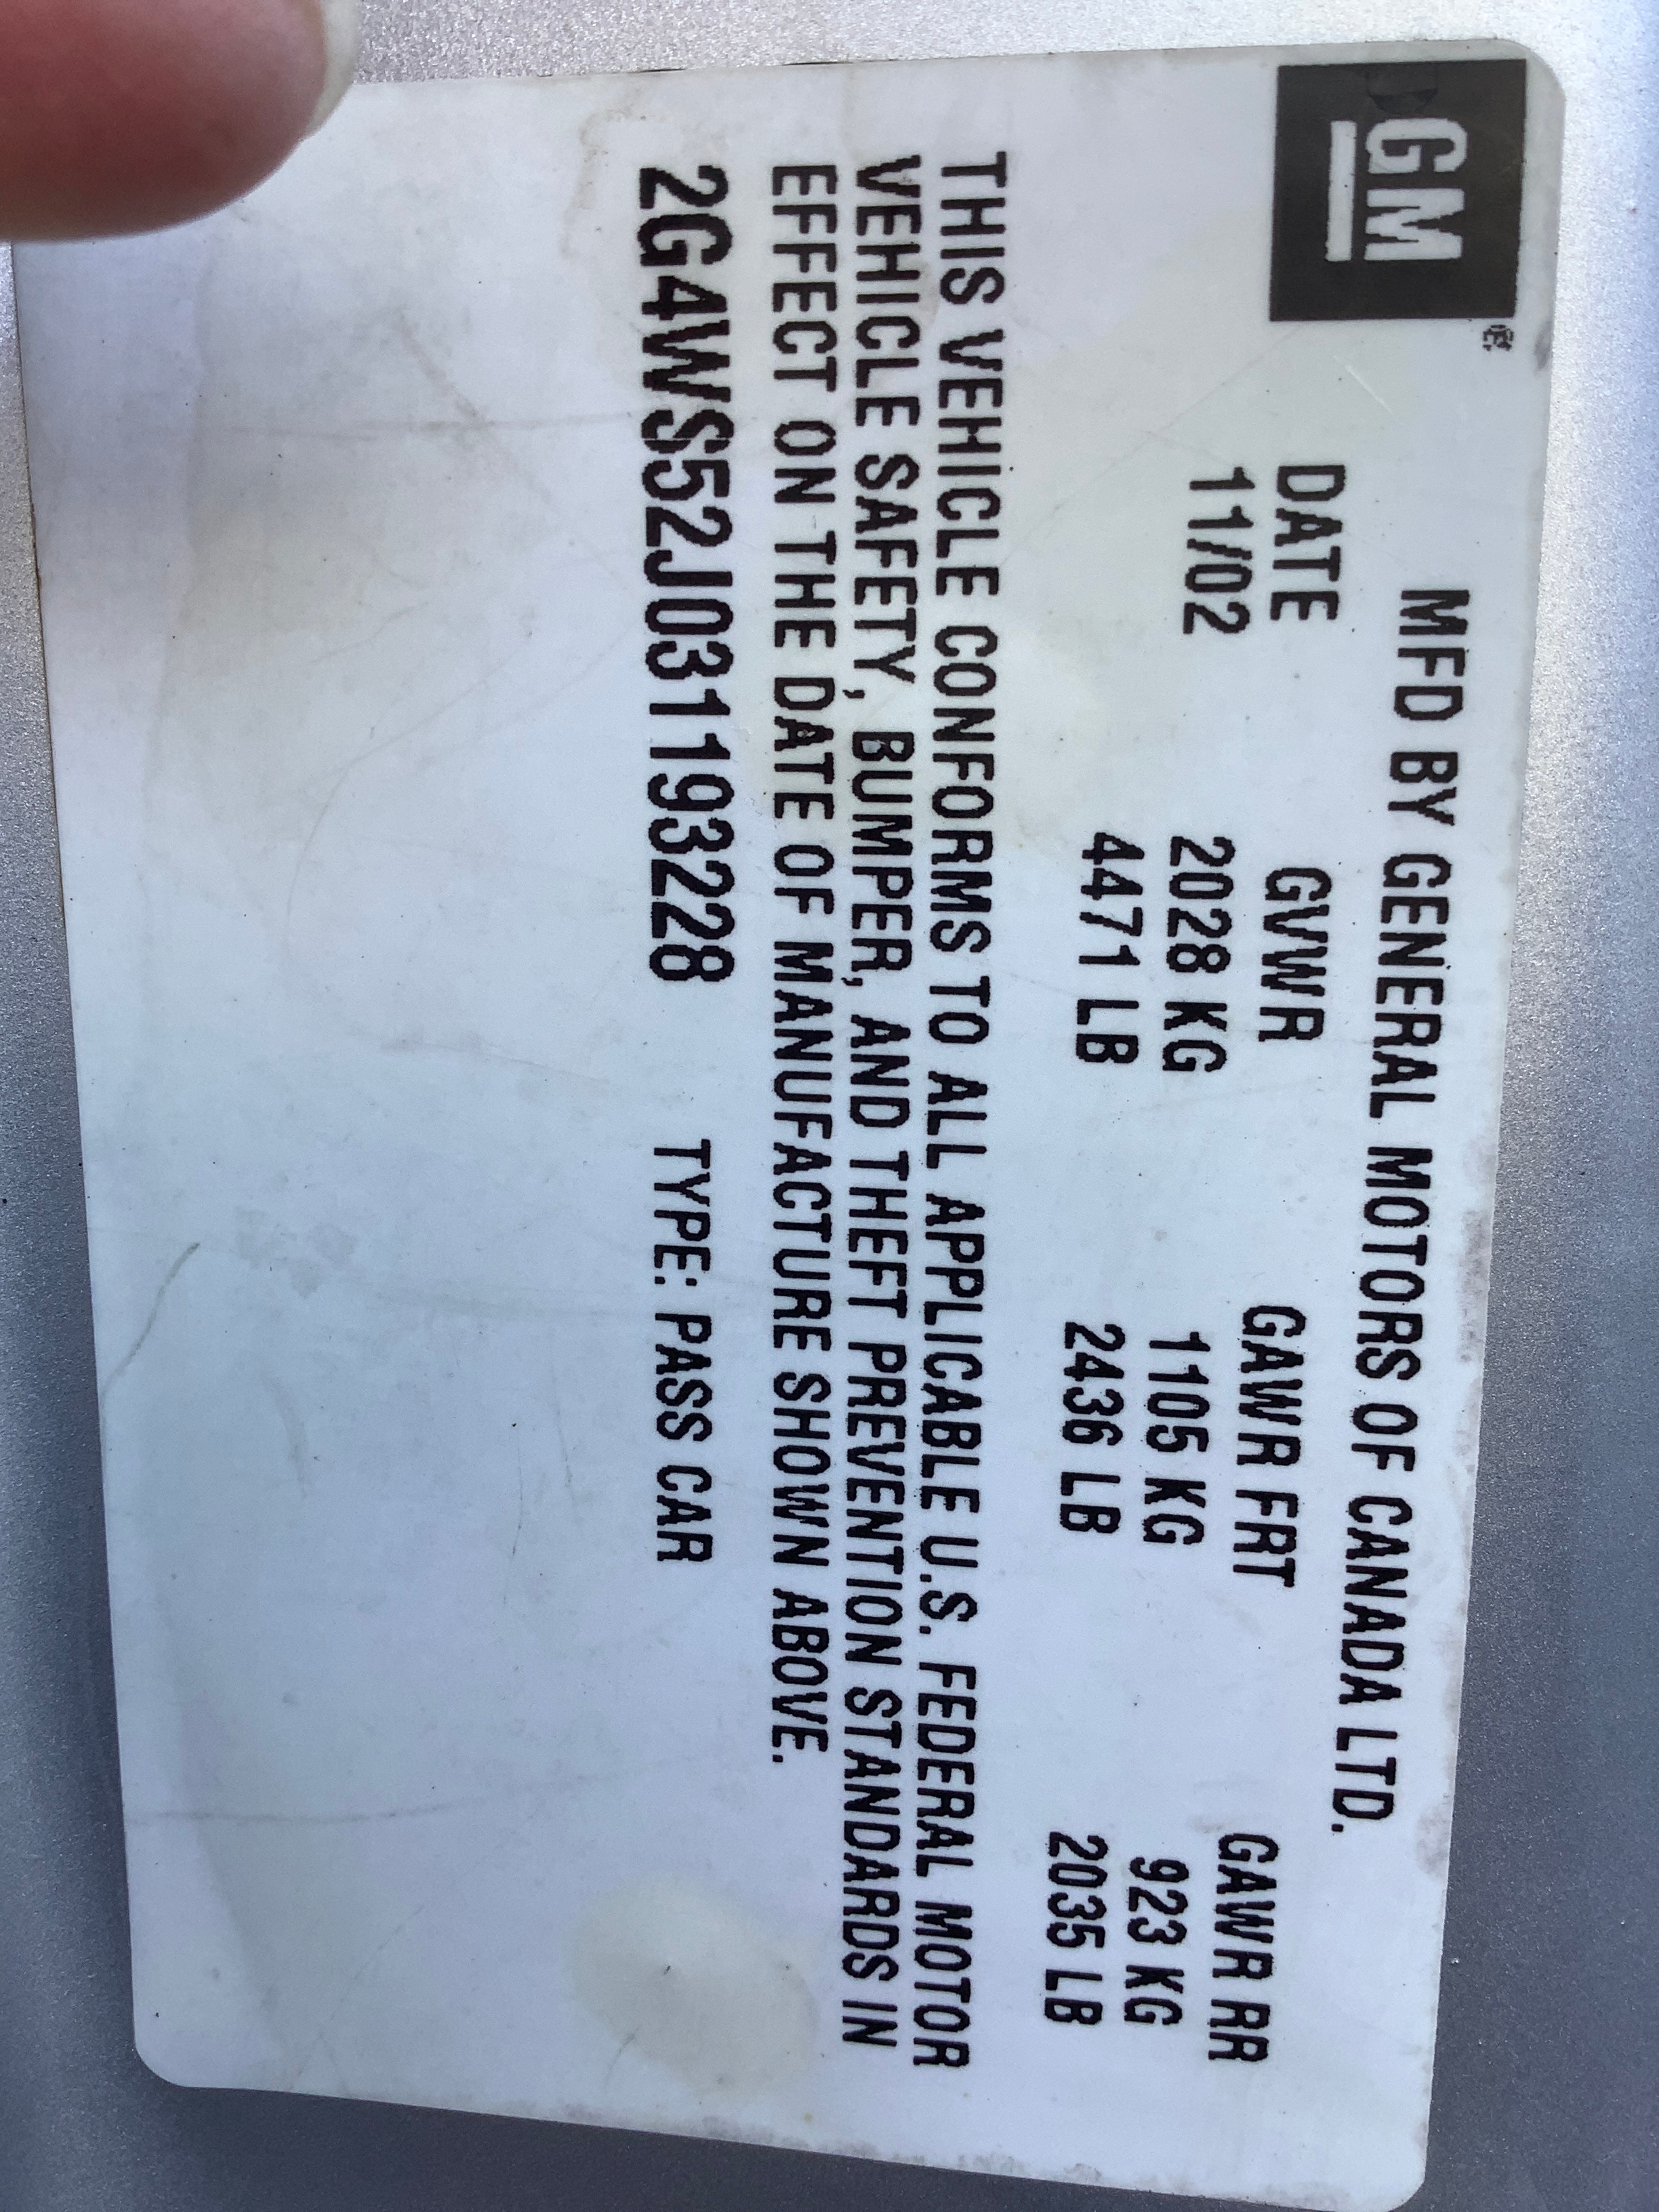 GM
MFD BY GENERAL MOTORS OF CANADA LTD.
DATE GVWR GAWR FRT GAWR RR
11/02 2028 KG 1105 KG 923 KG
4471 LB 2436 LB 2035 LB
THIS VEHICLE CONFORMS TO ALL APPLICABLE U.S. FEDERAL MOTOR
VEHICLE SAFETY, BUMPER, AND THEFT PREVENTION STANDARDS IN
EFFECT ON THE DATE OF MANUFACTURE SHOWN ABOVE.
2G4WS52J031193228 TYPE: PASS CAR